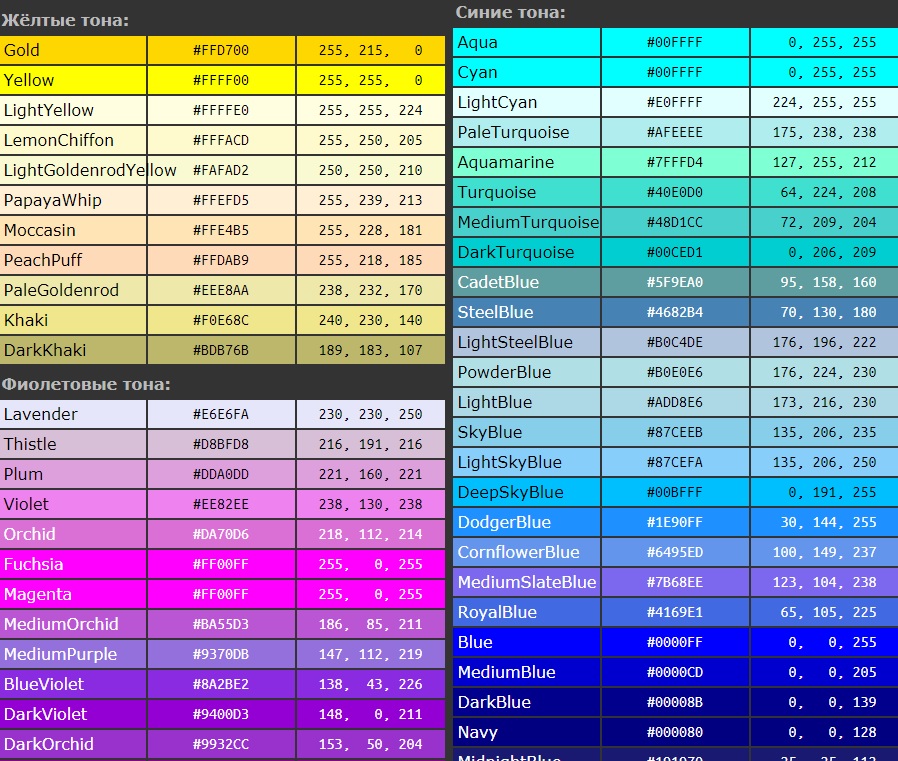 Жёлтые тона:
Gold #FFD700 255, 215, 0
Yellow #FFFF00 255, 255, 0
LightYellow #FFFFE0 255, 255, 224
LemonChiffon #FFFACD 255, 250, 205
LightGoldenrodYellow #FAFAD2 250, 250, 210
PapayaWhip #FFEFD5 255, 239, 213
Moccasin #FFE4B5 255, 228, 181
PeachPuff #FFDAB9 255, 218, 185
PaleGoldenrod #EEE8AA 238, 232, 170
Khaki #F0E68C 240, 230, 140
DarkKhaki #BDB76B 189, 183, 107
Фиолетовые тона:
Lavender #E6E6FA 230, 230, 250
Thistle #D8BFD8 216, 191, 216
Plum #DDA0DD 221, 160, 221
Violet #EE82EE 238, 130, 238
Orchid #DA70D6 218, 112, 214
Fuchsia #FF00FF 255, 0, 255
Magenta #FF00FF 255, 0, 255
MediumOrchid #BA55D3 186, 85, 211
MediumPurple #9370DB 147, 112, 219
BlueViolet #8A2BE2 138, 43, 226
DarkViolet #9400D3 148, 0, 211
DarkOrchid #9932CC 153, 50, 204
Синие тона:
Aqua #00FFFF 0, 255, 255
Cyan #00FFFF 0, 255, 255
LightCyan #E0FFFF 224, 255, 255
PaleTurquoise #AFEEEE 175, 238, 238
Aquamarine #7FFFD4 127, 255, 212
Turquoise #40E0D0 64, 224, 208
MediumTurquoise #48D1CC 72, 209, 204
DarkTurquoise #00CED1 0, 206, 209
CadetBlue #5F9EA0 95, 158, 160
SteelBlue #4682B4 70, 130, 180
LightSteelBlue #B0C4DE 176, 196, 222
PowderBlue #B0E0E6 176, 224, 230
LightBlue #ADD8E6 173, 216, 230
SkyBlue #87CEEB 135, 206, 235
LightSkyBlue #87CEFA 135, 206, 250
DeepSkyBlue #00BFFF 0, 191, 255
DodgerBlue #1E90FF 30, 144, 255
CornflowerBlue #6495ED 100, 149, 237
MediumSlateBlue #7B68EE 123, 104, 238
RoyalBlue #4169E1 65, 105, 225
Blue #0000FF 0, 0, 255
MediumBlue #0000CD 0, 0, 205
DarkBlue #00008B 0, 0, 139
Navy #000080 0, 0, 128
MidnightBlue